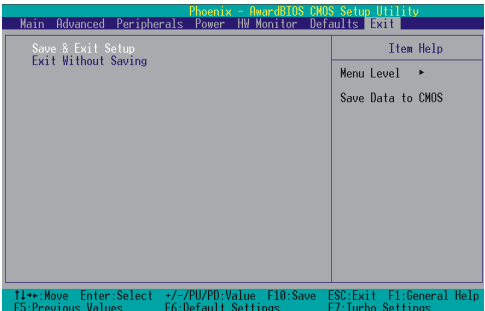 Phoenix - AwardBIOS CMOS Setup Utility
Main Advanced Peripherals Power HW Monitor Defaults Exit
Save & Exit Setup
Exit Without Saving
Item Help
Menu Level ►
Save Data to CMOS
↑↓→←:Move Enter:Select +/-/PU/PD:Value F10:Save ESC:Exit F1:General Help
F5:Previous Values F6:Default Settings F7:Turbo Settings